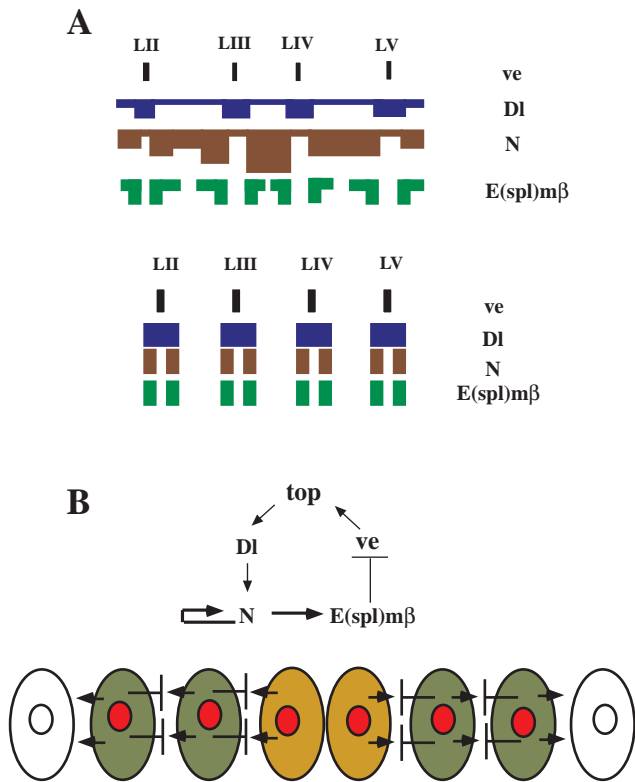 A
LII LIII LIV LV
ve
Dl
N
E(spl)mβ
LII LIII LIV LV
ve
Dl
N
E(spl)mβ
B
top
Dl ve
N E(spl)mβ